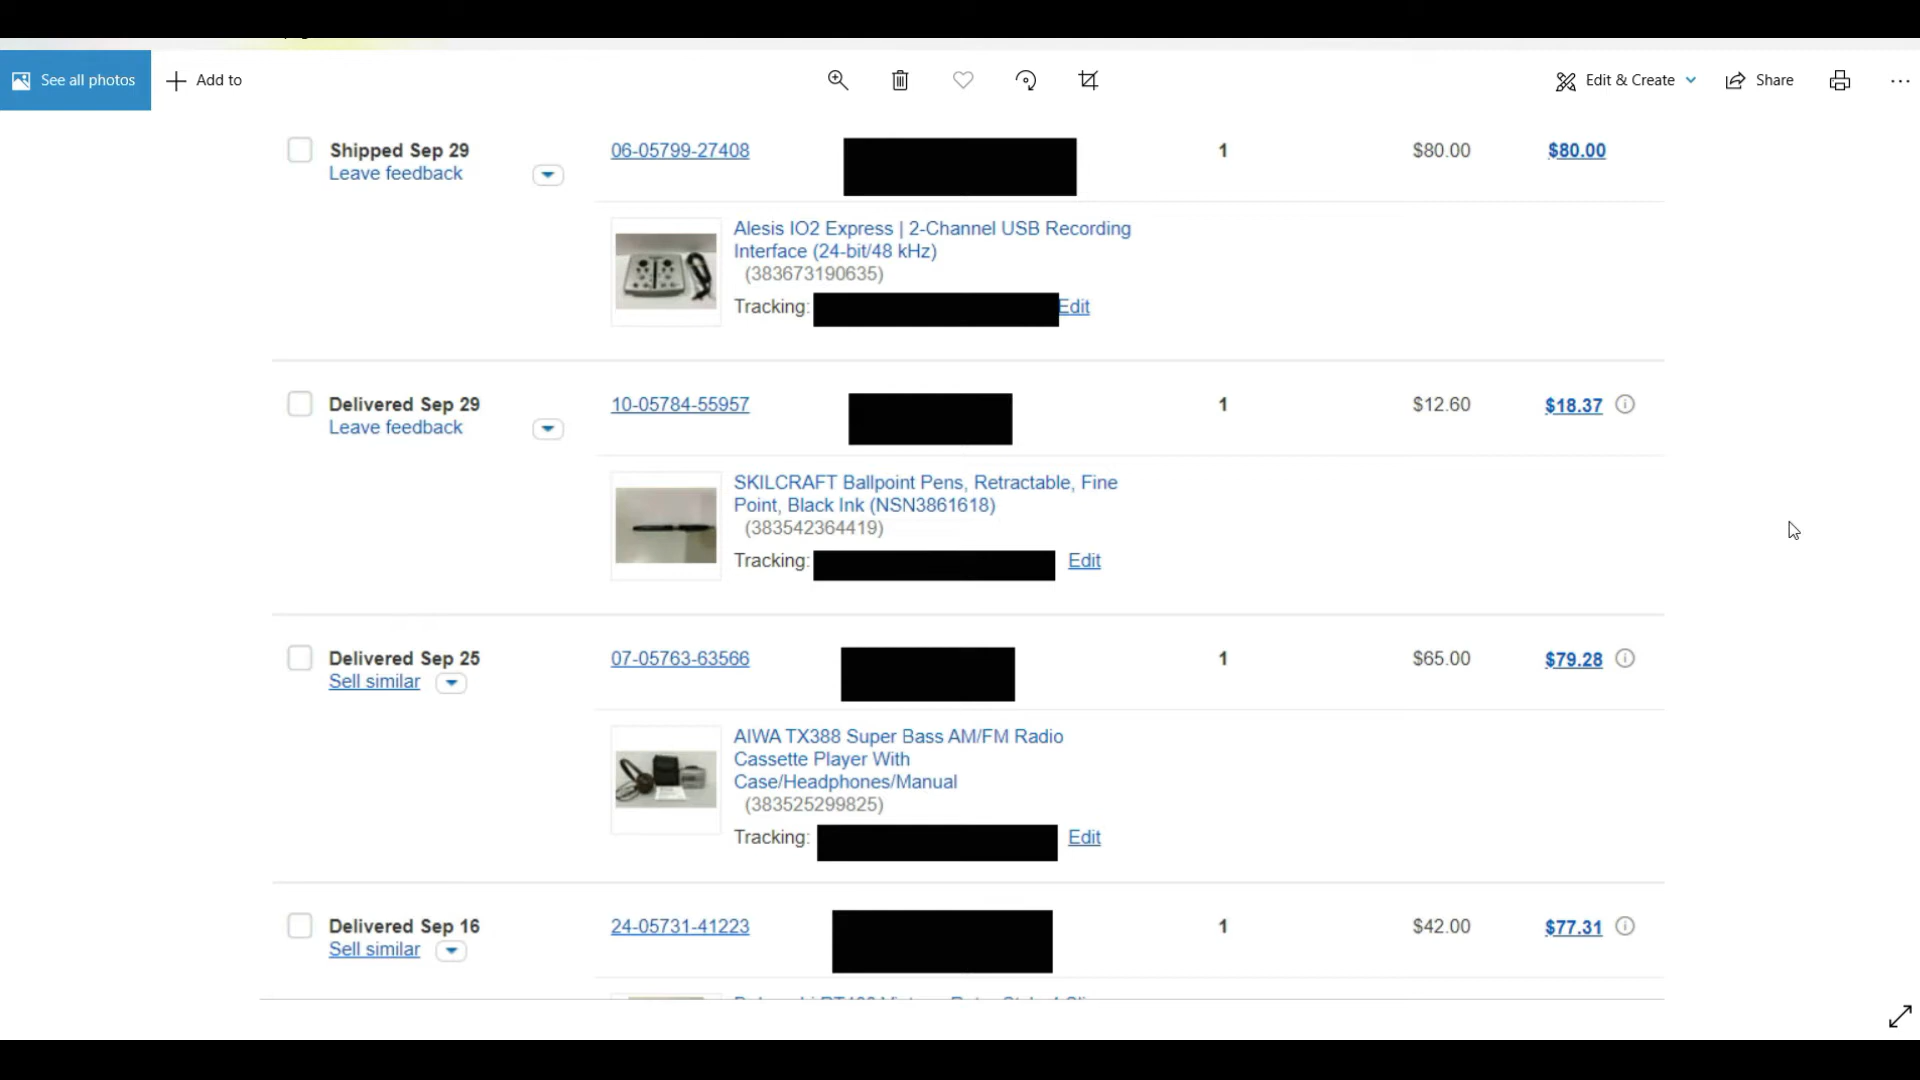 See all photos
Add to
Edit & Create
Share
Shipped Sep 29
06-05799-27408
1
$80.00
$80.00
Leave feedback
Alesis IO2 Express | 2-Channel USB Recording
Interface (24-bit/48 kHz)
(383673190635)
Tracking:
Edit
Delivered Sep 29
10-05784-55957
1
$12.60
$18.37
Leave feedback
SKILCRAFT Ballpoint Pens, Retractable, Fine
Point, Black Ink (NSN3861618)
(383542364419)
Tracking:
Edit
Delivered Sep 25
07-05763-63566
1
$65.00
$79.28
Sell similar
AIWA TX388 Super Bass AM/FM Radio
Cassette Player With
Case/Headphones/Manual
(383525299825)
Tracking:
Edit
Delivered Sep 16
24-05731-41223
1
$42.00
$77.31
Sell similar